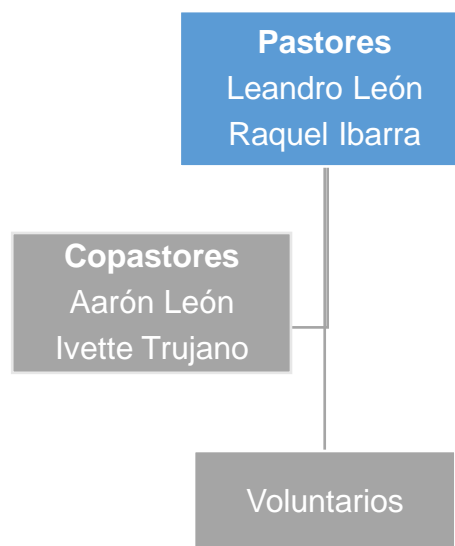 Pastores
Leandro León
Raquel Ibarra
Copastores
Aarón León
Ivette Trujano
Voluntarios